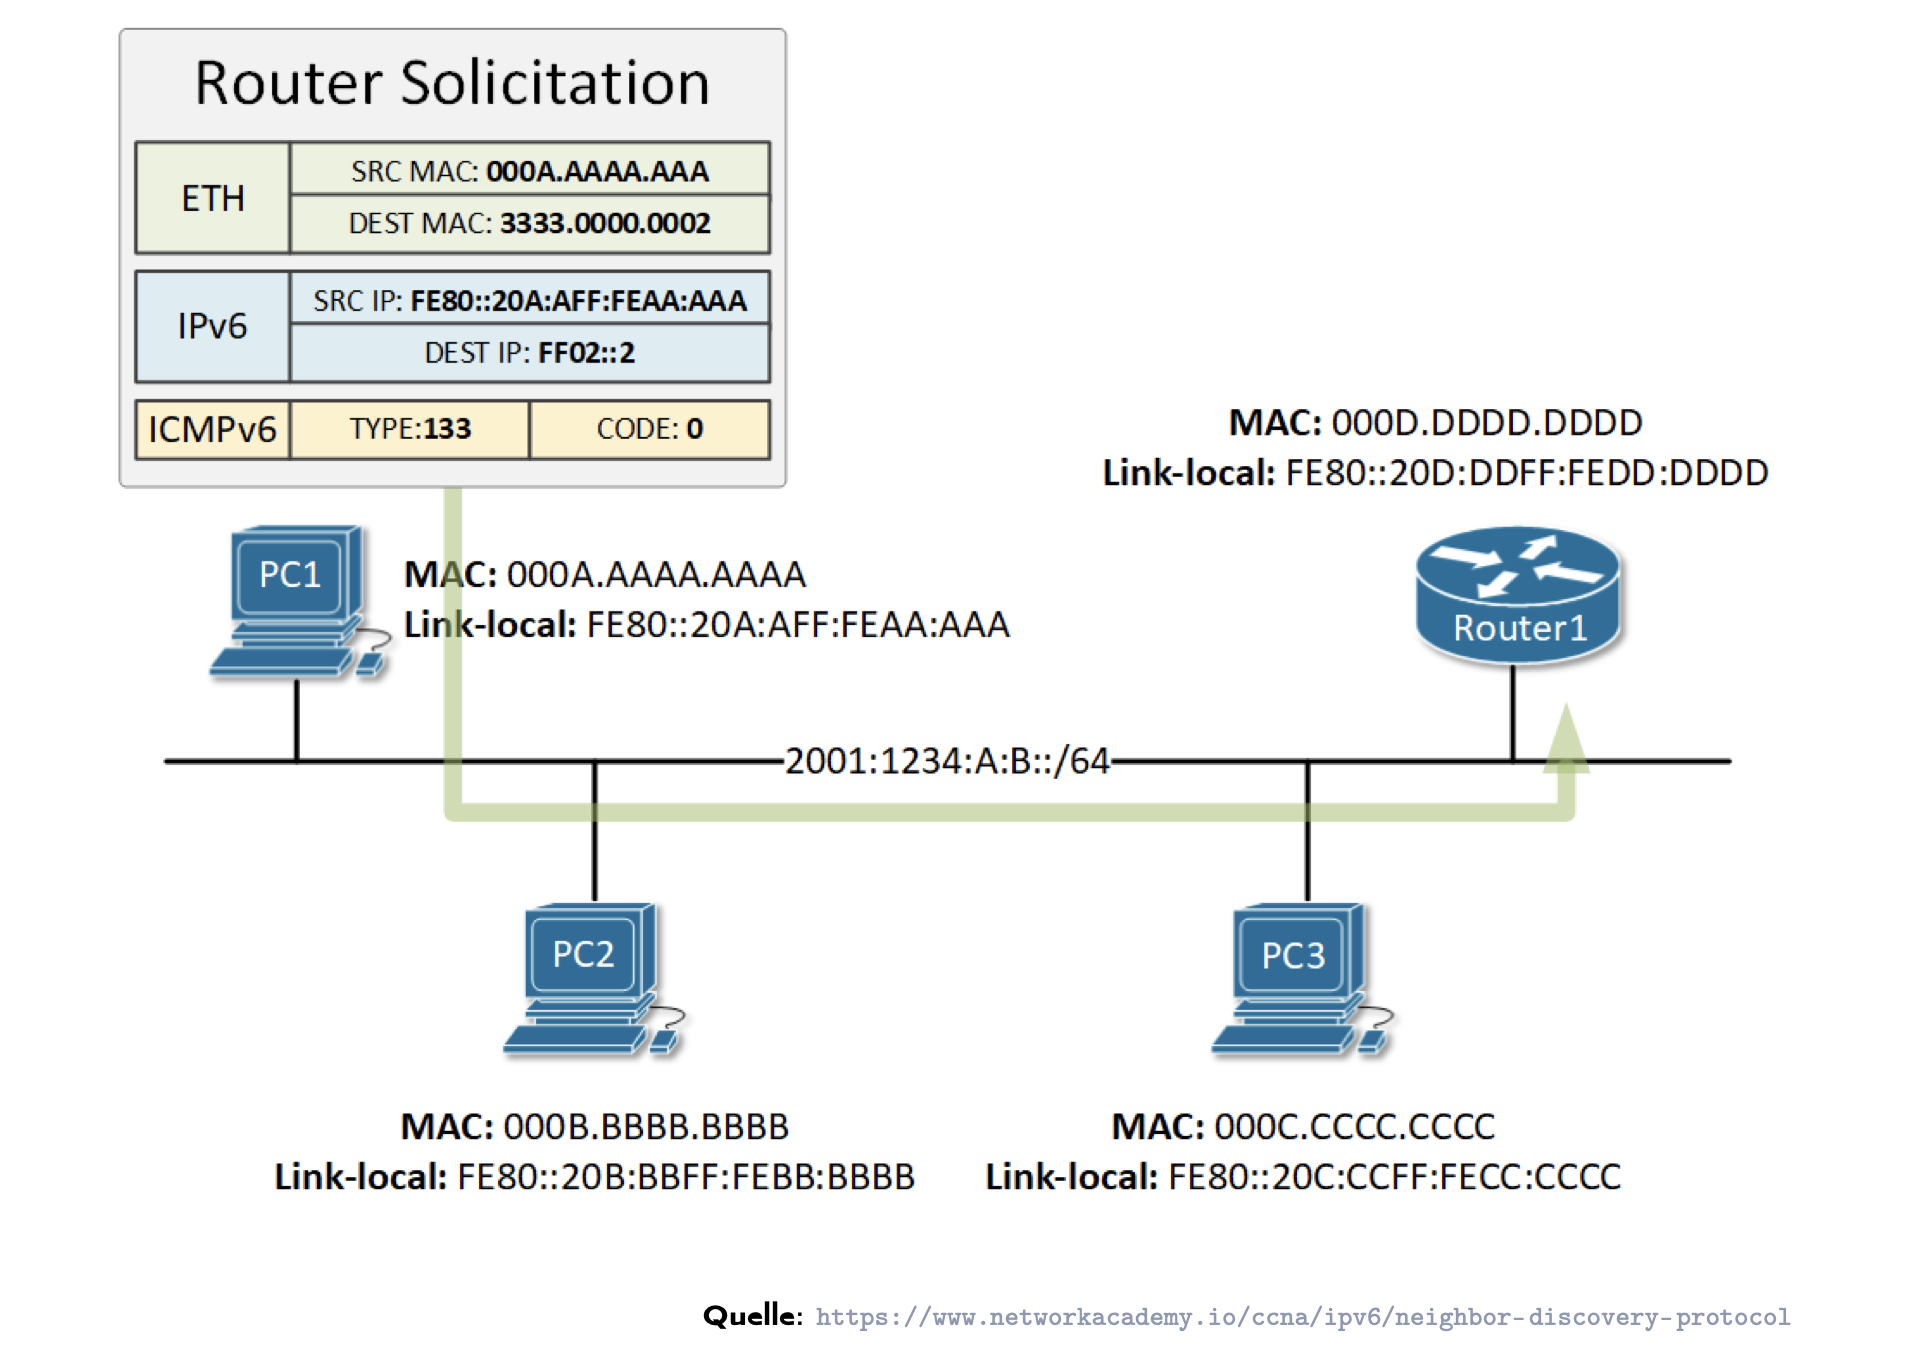 Router Solicitation
ETH
SRC MAC: 000A.AAAA.AAA
DEST MAC: 3333.0000.0002
IPv6
SRC IP: FE80::20A:AFF:FEAA:AAA
DEST IP: FF02::2
ICMPv6
TYPE:133
CODE: 0
MAC: 000D.DDDD.DDDD
Link-local: FE80::20D:DDFF:FEDD:DDDD
PC1
MAC: 000A.AAAA.AAAA
Link-local: FE80::20A:AFF:FEAA:AAA
Router1
2001:1234:A:B::/64
PC2
PC3
MAC: 000B.BBBB.BBBB
Link-local: FE80::20B:BBFF:FEBB:BBBB
MAC: 000C.CCCC.CCCC
Link-local: FE80::20C:CCFF:FECC:CCCC
Quelle: https://www.networkacademy.io/ccna/ipv6/neighbor-discovery-protocol